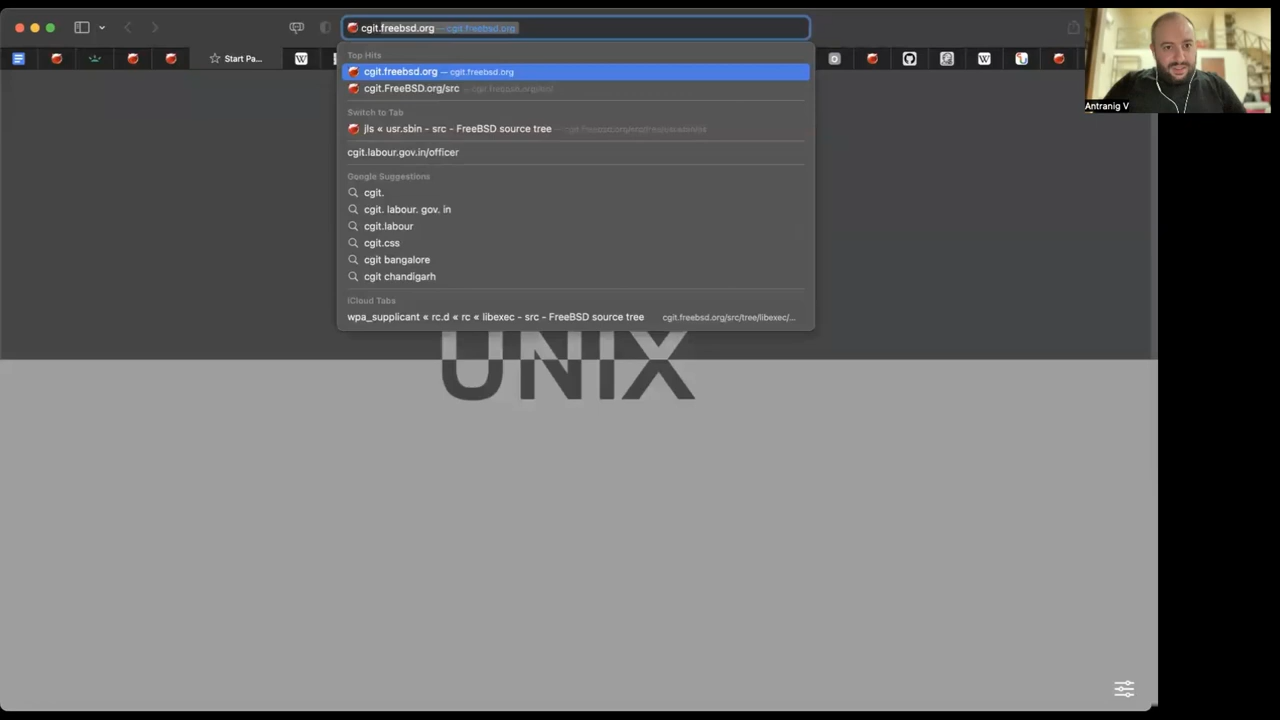 cgit.freebsd.org — cgit.freebsd.org
Start Pa...
Top Hits
cgit.freebsd.org — cgit.freebsd.org
cgit.FreeBSD.org/src
Switch to Tab
jls « usr.sbin - src - FreeBSD source tree
cgit.labour.gov.in/officer
Google Suggestions
cgit.
cgit. labour. gov. in
cgit.labour
cgit.css
cgit bangalore
cgit chandigarh
iCloud Tabs
wpa_supplicant « rc.d « rc « libexec - src - FreeBSD source tree cgit.freebsd.org/src/tree/libexec/...
UNIX
Antranig V